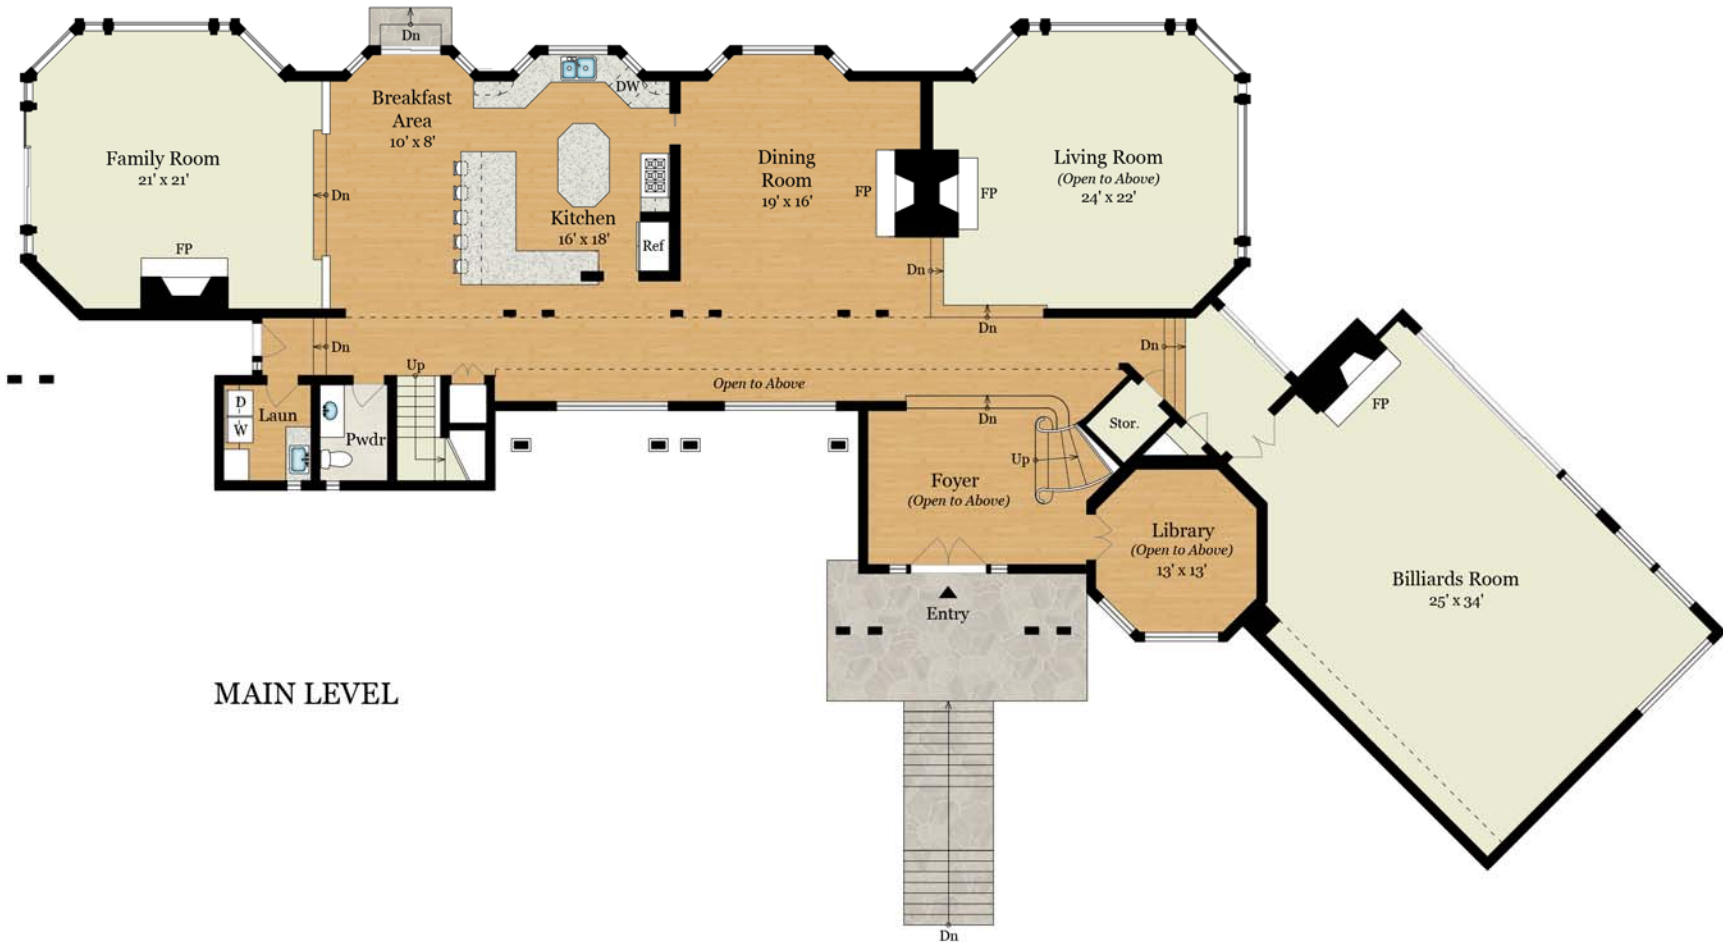 Dn
Breakfast
Area
10' x 8'
DW
Family Room
21' x 21'
Dn
FP
Kitchen
16' x 18'
Ref
Dining
Room
19' x 16'
FP
FP
Living Room
(Open to Above)
24' x 22'
Dn
Dn
Dn
Dn
Up
Open to Above
Dn
D
W
Laun
Pwdr
Stor.
Up
Foyer
(Open to Above)
Library
(Open to Above)
13' x 13'
FP
Billiards Room
25' x 34'
Entry
MAIN LEVEL
Dn